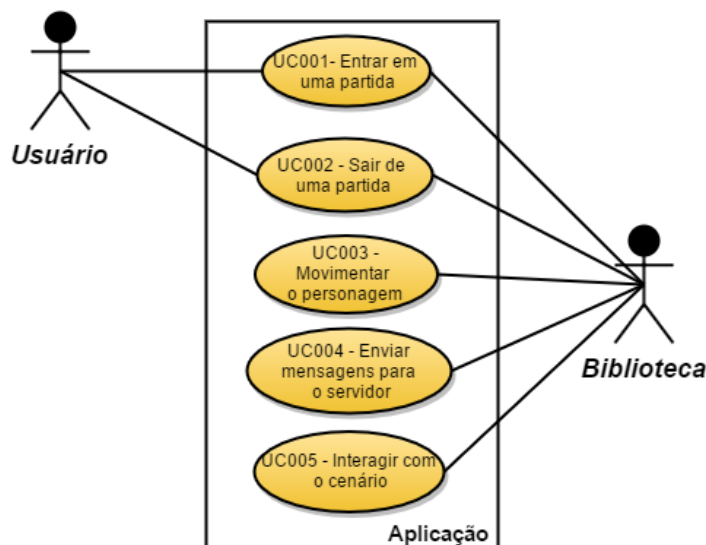 UC001- Entrar em
uma partida
Usuário
UC002 - Sair de
uma partida
UC003 -
Movimentar
o personagem
UC004 - Enviar
mensagens para
o servidor
Biblioteca
UC005 - Interagir com
o cenário
Aplicação